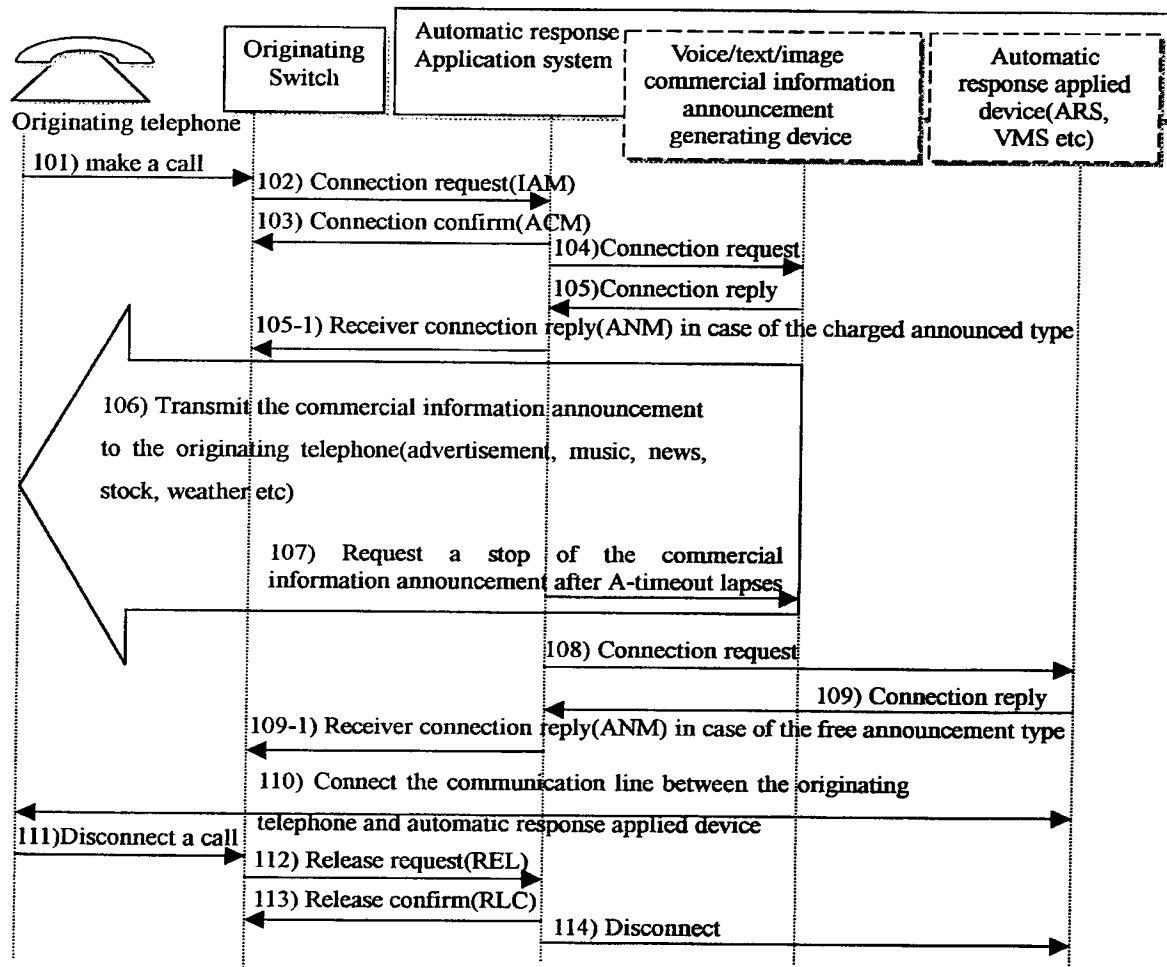 Originating telephone
Originating
Switch
Automatic response
Application system
Voice/text/image
commercial information
announcement
generating device
Automatic
response applied
device(ARS,
VMS etc)
101) make a call
102) Connection request(IAM)
103) Connection confirm(ACM)
104)Connection request
105)Connection reply
105-1) Receiver connection reply(ANM) in case of the charged announced type
106) Transmit the commercial information announcement
to the originating telephone(advertisement, music, news,
stock, weather etc)
107) Request a stop of the commercial
information announcement after A-timeout lapses
108) Connection request
109) Connection reply
109-1) Receiver connection reply(ANM) in case of the free announcement type
110) Connect the communication line between the originating
telephone and automatic response applied device
111)Disconnect a call
112) Release request(REL)
113) Release confirm(RLC)
114) Disconnect